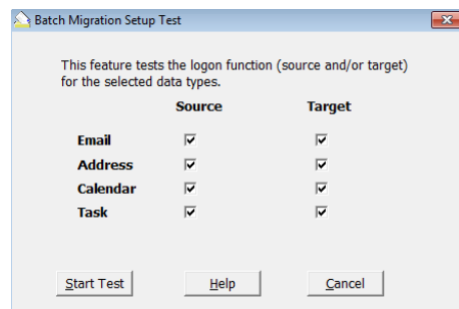 Batch Migration Setup Test
This feature tests the logon function (source and/or target)
for the selected data types.
Source Target
Email
Address
Calendar
Task
Start Test Help Cancel